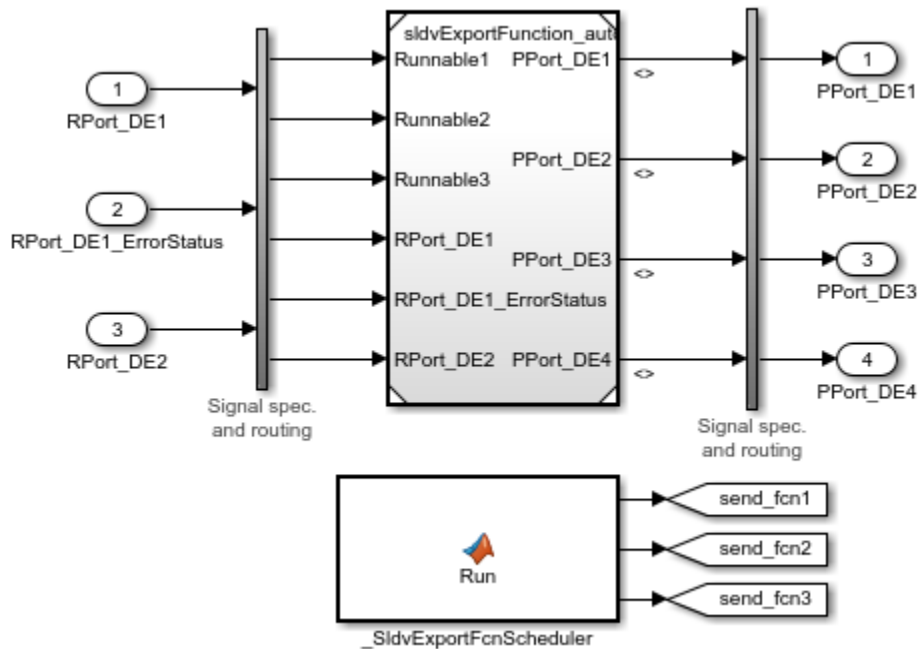 sldvExportFunction_auto
Runnable1
PPort_DE1
<>
1
RPort_DE1
1
PPort_DE1
Runnable2
PPort_DE2
<>
2
PPort_DE2
Runnable3
2
RPort_DE1_ErrorStatus
RPort_DE1
PPort_DE3
<>
3
PPort_DE3
RPort_DE1_ErrorStatus
3
RPort_DE2
RPort_DE2
PPort_DE4
<>
4
PPort_DE4
Signal spec.
and routing
Signal spec.
and routing
send_fcn1
send_fcn2
send_fcn3
Run
_SldvExportFcnScheduler